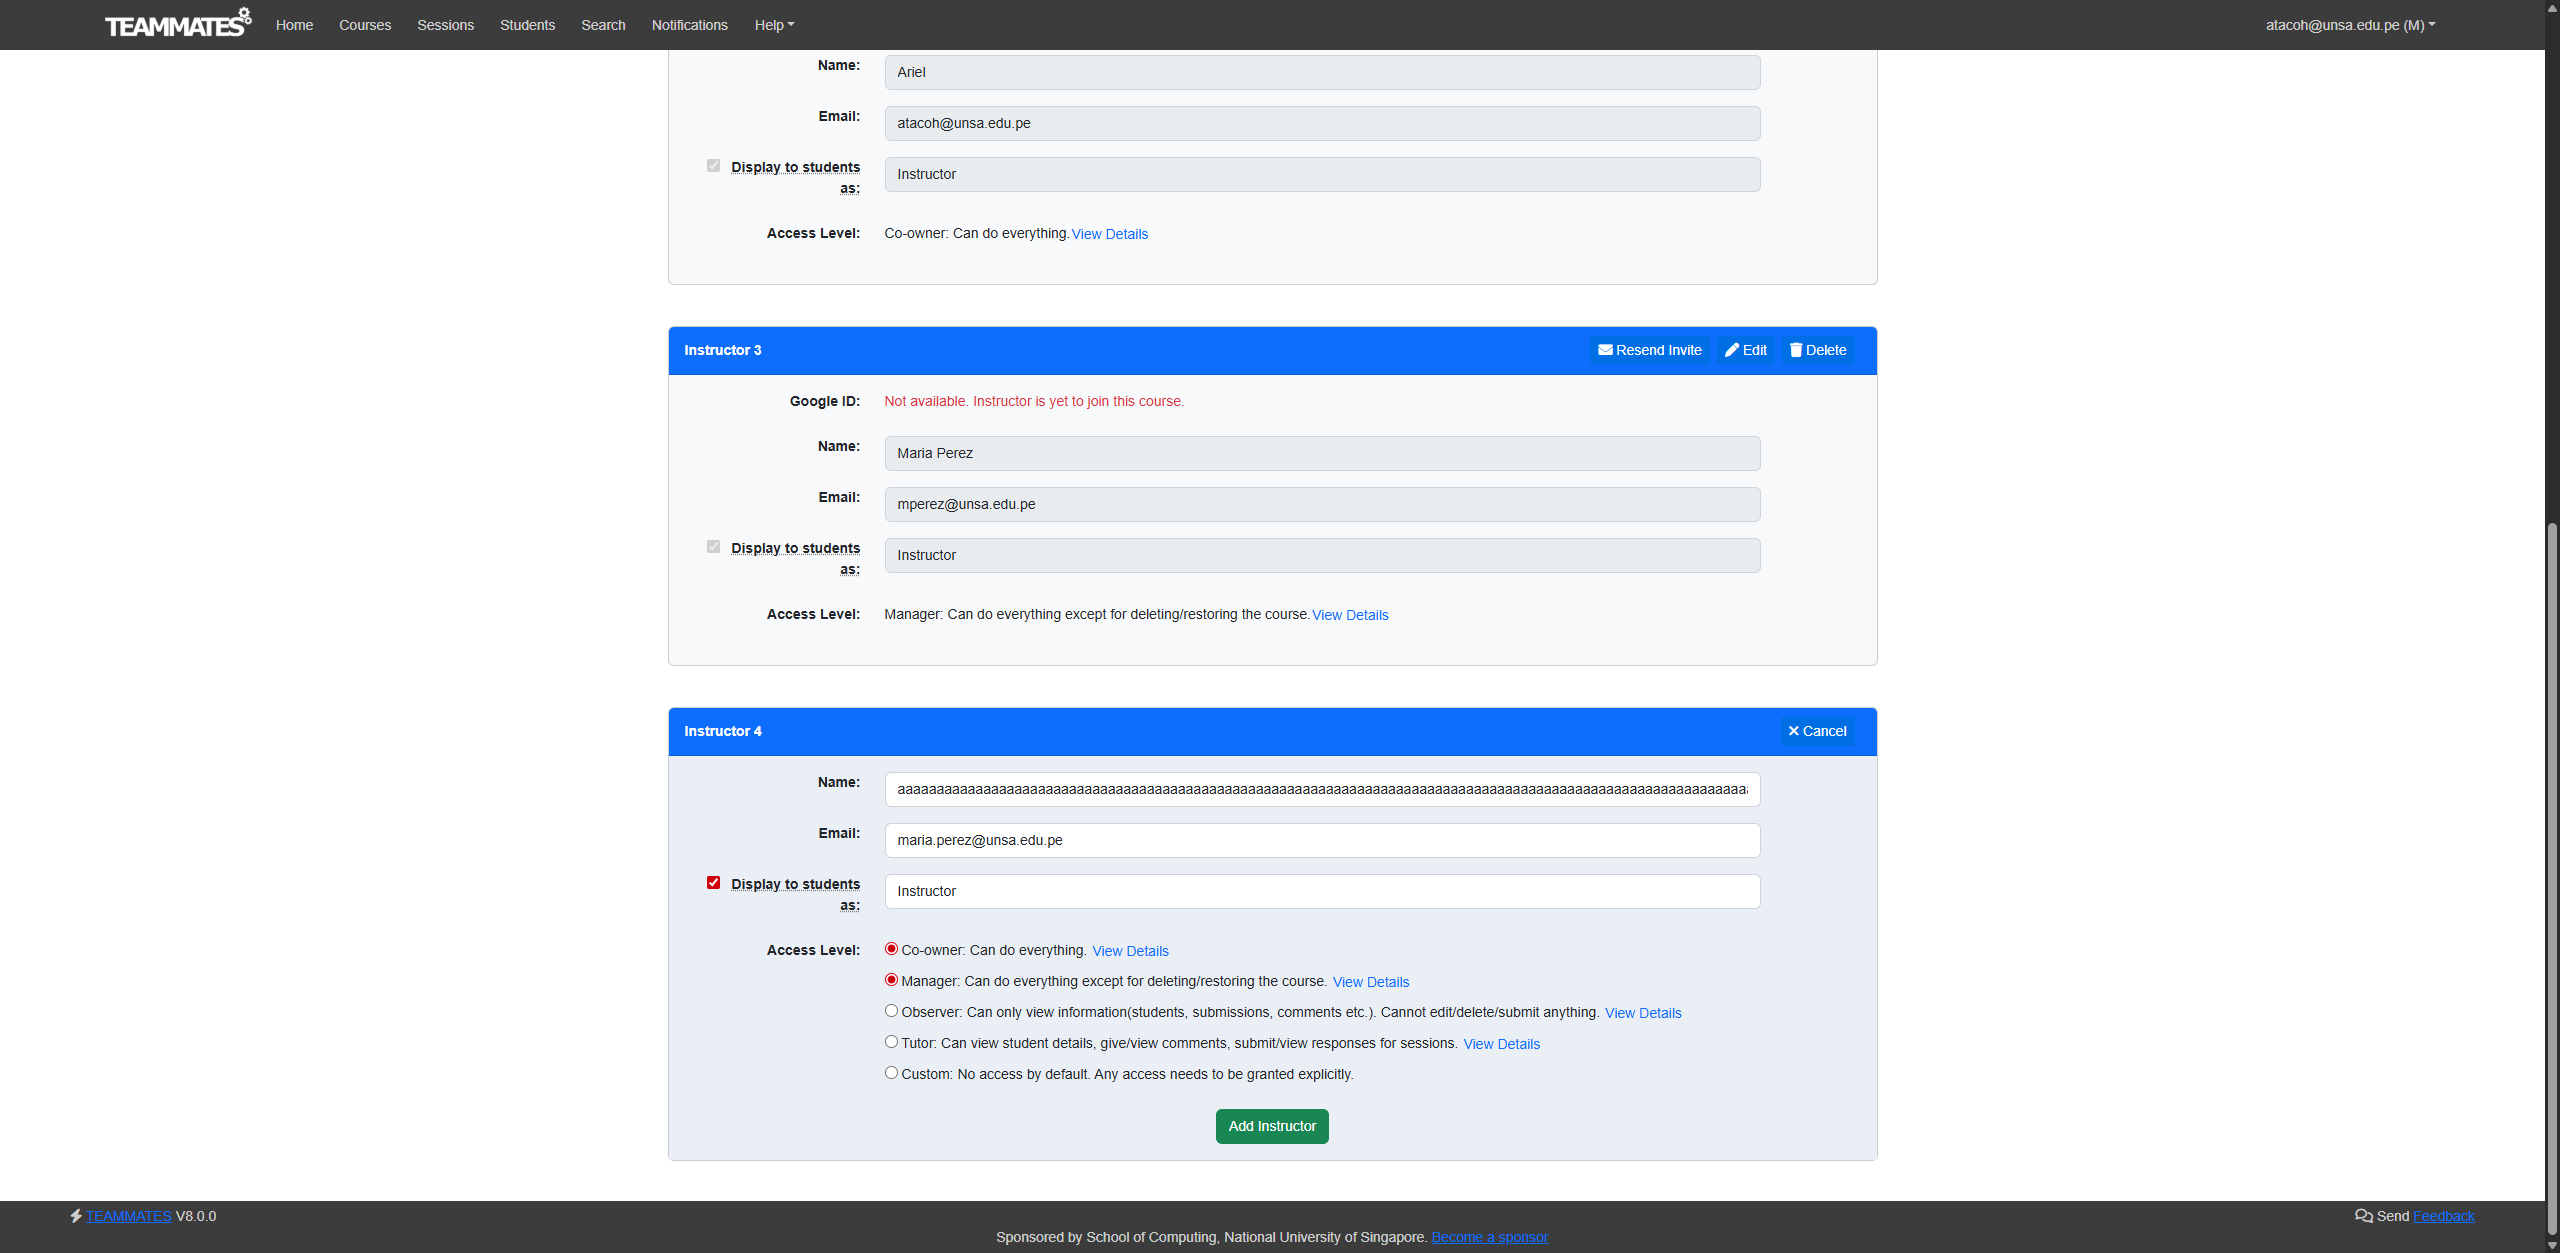 TEAMMATES Home Courses Sessions Students Search Notifications Help atacoh@unsa.edu.pe (M)
Name: Ariel
Email: atacoh@unsa.edu.pe
Display to students as: Instructor
Access Level: Co-owner: Can do everything. View Details
Instructor 3 Resend Invite Edit Delete
Google ID: Not available. Instructor is yet to join this course.
Name: Maria Perez
Email: mperez@unsa.edu.pe
Display to students as: Instructor
Access Level: Manager: Can do everything except for deleting/restoring the course. View Details
Instructor 4 Cancel
Name:
Email: maria.perez@unsa.edu.pe
Display to students as: Instructor
Access Level: Co-owner: Can do everything. View Details
Manager: Can do everything except for deleting/restoring the course. View Details
Observer: Can only view information(students, submissions, comments etc.). Cannot edit/delete/submit anything. View Details
Tutor: Can view student details, give/view comments, submit/view responses for sessions. View Details
Custom: No access by default. Any access needs to be granted explicitly.
Add Instructor
TEAMMATES V8.0.0 Send Feedback
Sponsored by School of Computing, National University of Singapore. Become a sponsor